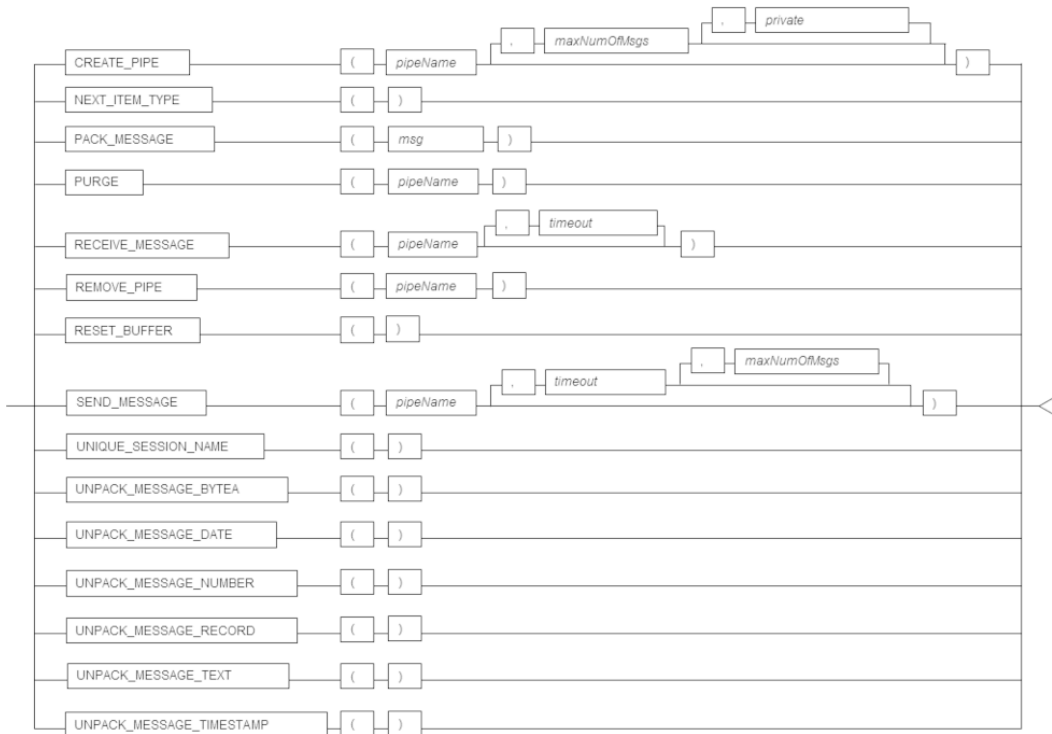 , private
, maxNumOfMsgs
CREATE_PIPE ( pipeName )
NEXT_ITEM_TYPE ( )
PACK_MESSAGE ( msg )
PURGE ( pipeName )
, timeout
RECEIVE_MESSAGE ( pipeName )
REMOVE_PIPE ( pipeName )
RESET_BUFFER ( )
, maxNumOfMsgs
, timeout
SEND_MESSAGE ( pipeName )
UNIQUE_SESSION_NAME ( )
UNPACK_MESSAGE_BYTEA ( )
UNPACK_MESSAGE_DATE ( )
UNPACK_MESSAGE_NUMBER ( )
UNPACK_MESSAGE_RECORD ( )
UNPACK_MESSAGE_TEXT ( )
UNPACK_MESSAGE_TIMESTAMP ( )